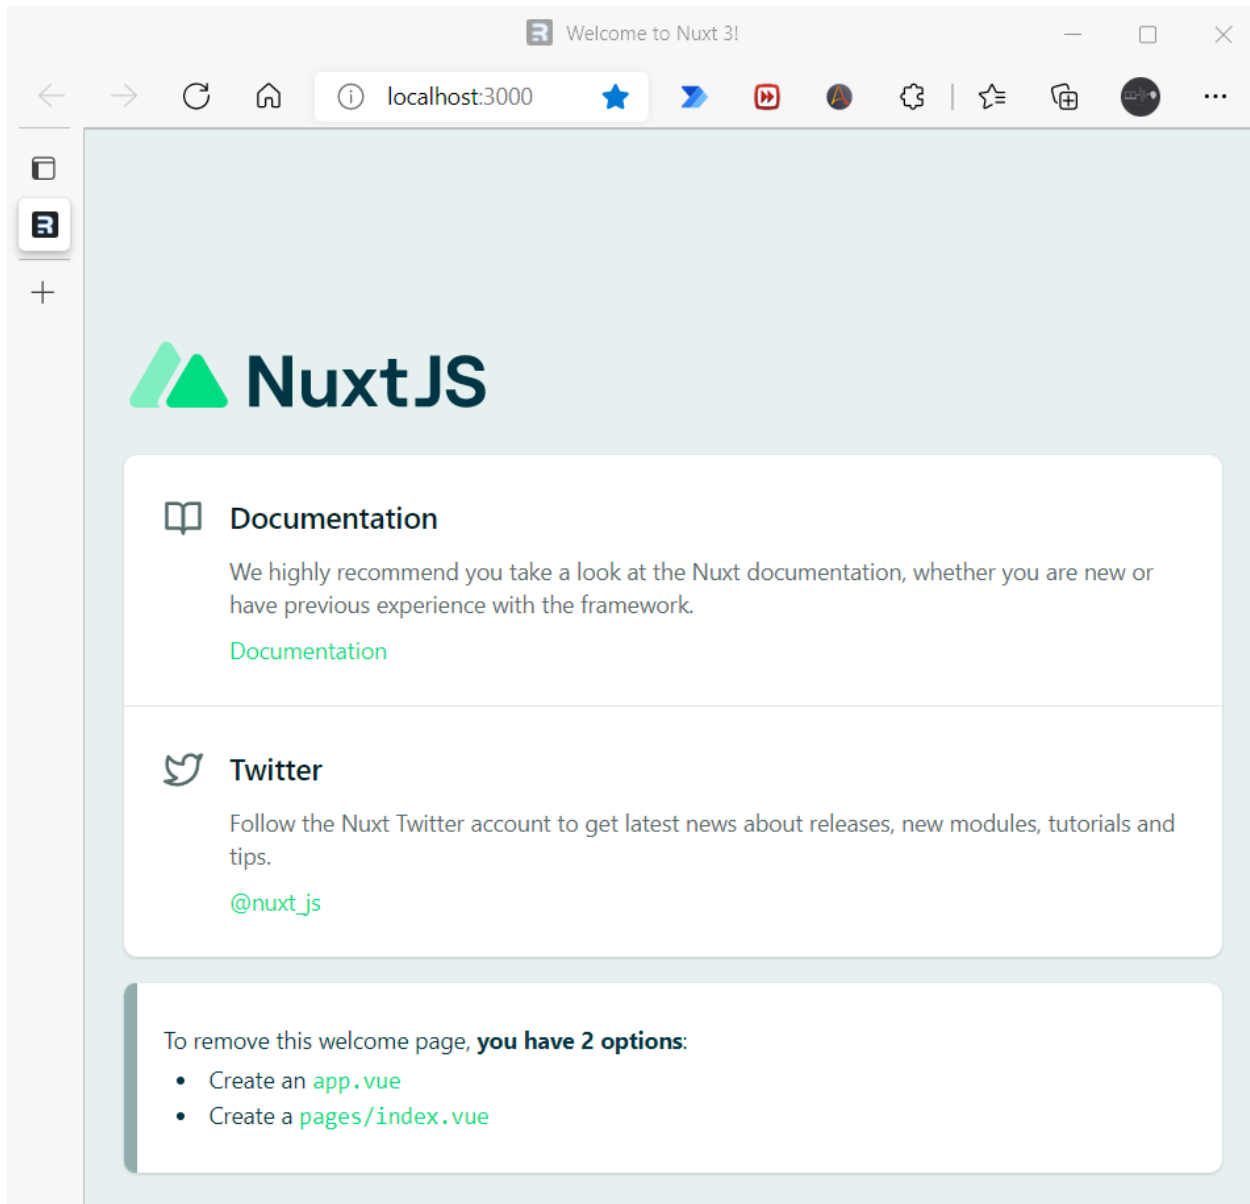 Welcome to Nuxt 3!
localhost:3000
NuxtJS
Documentation
We highly recommend you take a look at the Nuxt documentation, whether you are new or
have previous experience with the framework.
Documentation
Twitter
Follow the Nuxt Twitter account to get latest news about releases, new modules, tutorials and
tips.
@nuxt_js
To remove this welcome page, you have 2 options:
• Create an app.vue
• Create a pages/index.vue